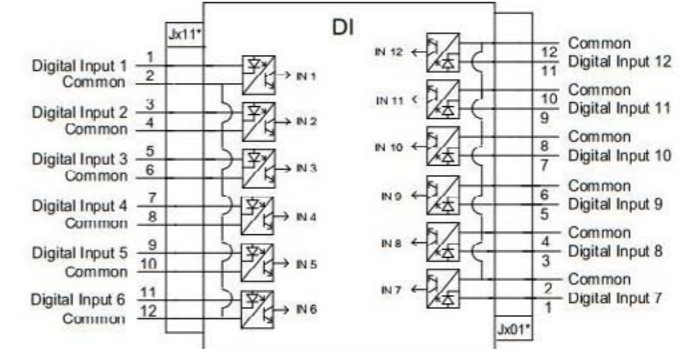 DI
Jx11*
Digital Input 1 1
Common 2
IN 1
Digital Input 2 3
Common 4
IN 2
Digital Input 3 5
Common 6
IN 3
Digital Input 4 7
Common 8
IN 4
Digital Input 5 9
Common 10
IN 5
Digital Input 6 11
Common 12
IN 6
IN 12
12 Common
11 Digital Input 12
IN 11
10 Common
9 Digital Input 11
IN 10
8 Common
7 Digital Input 10
IN 9
6 Common
5 Digital Input 9
IN 8
4 Common
3 Digital Input 8
IN 7
2 Common
1 Digital Input 7
Jx01*